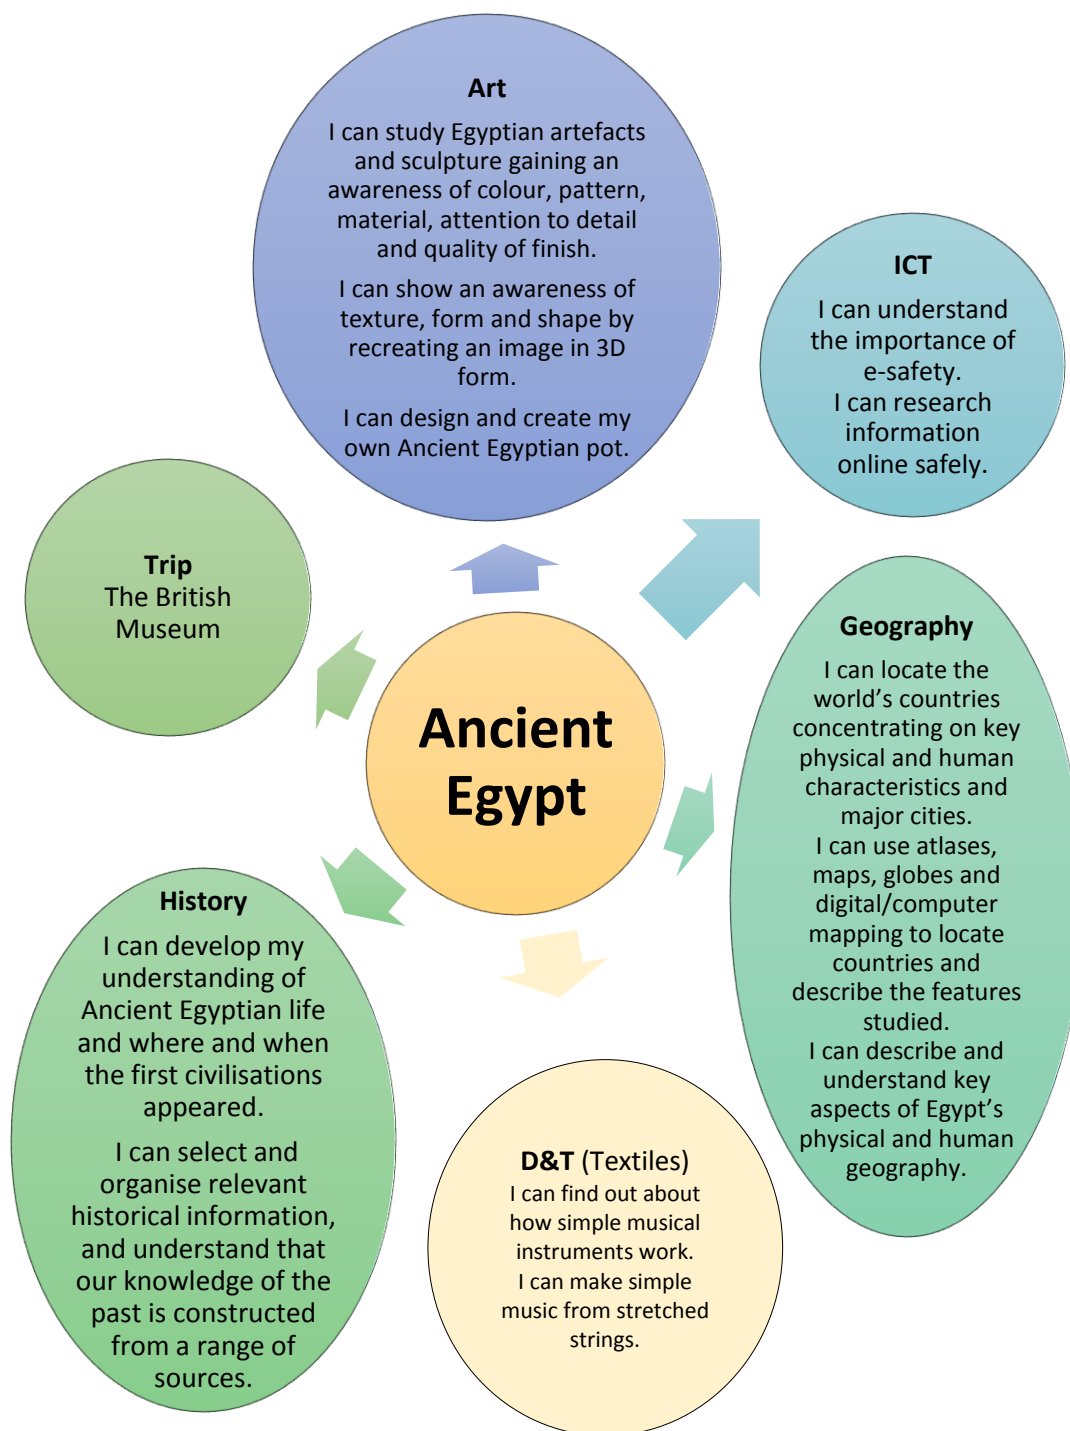 Art
I can study Egyptian artefacts
and sculpture gaining an
awareness of colour, pattern,
material, attention to detail
and quality of finish.
I can show an awareness of
texture, form and shape by
recreating an image in 3D
form.
I can design and create my
own Ancient Egyptian pot.
ICT
I can understand
the importance of
e-safety.
I can research
information
online safely.
Trip
The British
Museum
Geography
I can locate the
world’s countries
concentrating on key
physical and human
characteristics and
major cities.
I can use atlases,
maps, globes and
digital/computer
mapping to locate
countries and
describe the features
studied.
I can describe and
understand key
aspects of Egypt’s
physical and human
geography.
Ancient
Egypt
History
I can develop my
understanding of
Ancient Egyptian life
and where and when
the first civilisations
appeared.
I can select and
organise relevant
historical information,
and understand that
our knowledge of the
past is constructed
from a range of
sources.
D&T (Textiles)
I can find out about
how simple musical
instruments work.
I can make simple
music from stretched
strings.